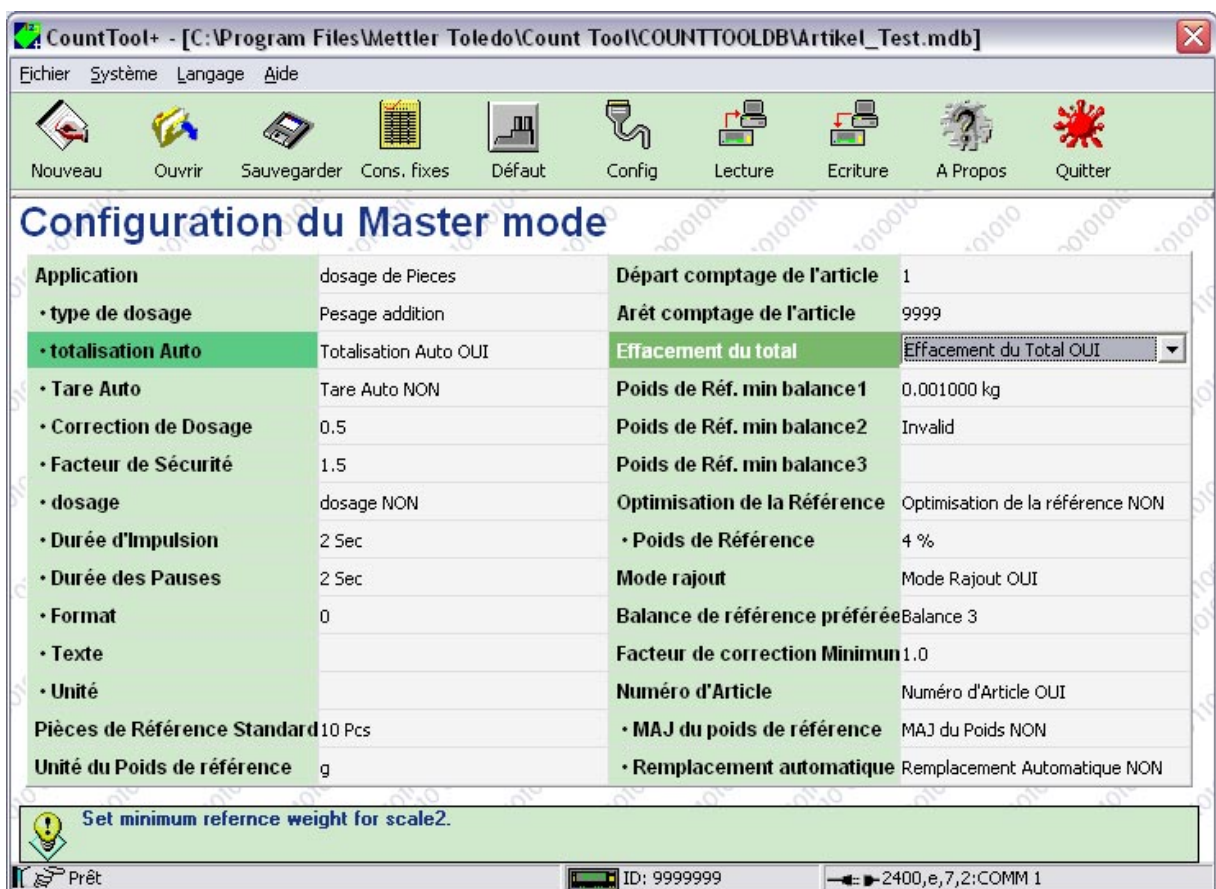 CountTool+ - [C:\Program Files\Mettler Toledo\Count Tool\COUNTTOOLDB\Artikel_Test.mdb]
Fichier Système Langage Aide
Nouveau Ouvrir Sauvegarder Cons. fixes Défaut Config Lecture Ecriture A Propos Quitter
Configuration du Master mode
Application dosage de Pieces Départ comptage de l'article 1
• type de dosage Pesage addition Arêt comptage de l'article 9999
• totalisation Auto Totalisation Auto OUI Effacement du total Effacement du Total OUI
• Tare Auto Tare Auto NON Poids de Réf. min balance1 0.001000 kg
• Correction de Dosage 0.5 Poids de Réf. min balance2 Invalid
• Facteur de Sécurité 1.5 Poids de Réf. min balance3
• dosage dosage NON Optimisation de la Référence Optimisation de la référence NON
• Durée d'Impulsion 2 Sec • Poids de Référence 4 %
• Durée des Pauses 2 Sec Mode rajout Mode Rajout OUI
• Format 0 Balance de référence préférée Balance 3
• Texte Facteur de correction Minimun 1.0
• Unité Numéro d'Article Numéro d'Article OUI
Pièces de Référence Standard 10 Pcs • MAJ du poids de référence MAJ du Poids NON
Unité du Poids de référence g • Remplacement automatique Remplacement Automatique NON
Set minimum refernce weight for scale2.
Prêt ID: 9999999 2400,e,7,2:COMM 1